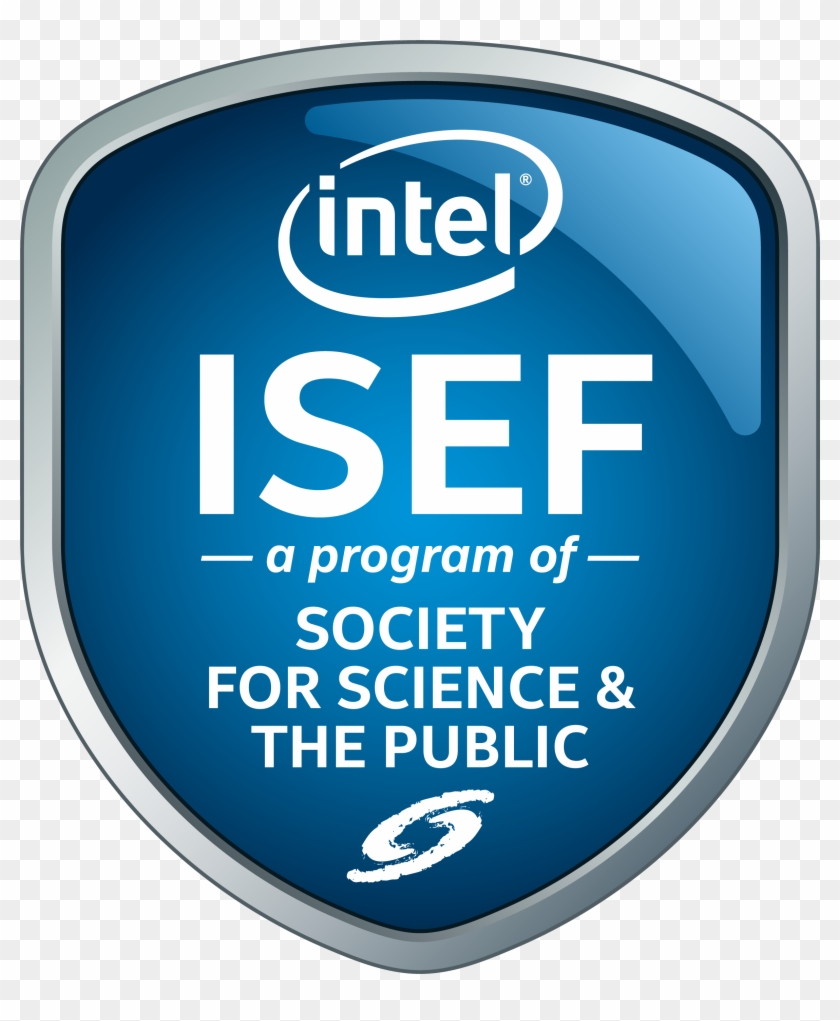 intel®
ISEF
— a program of —
SOCIETY
FOR SCIENCE &
THE PUBLIC